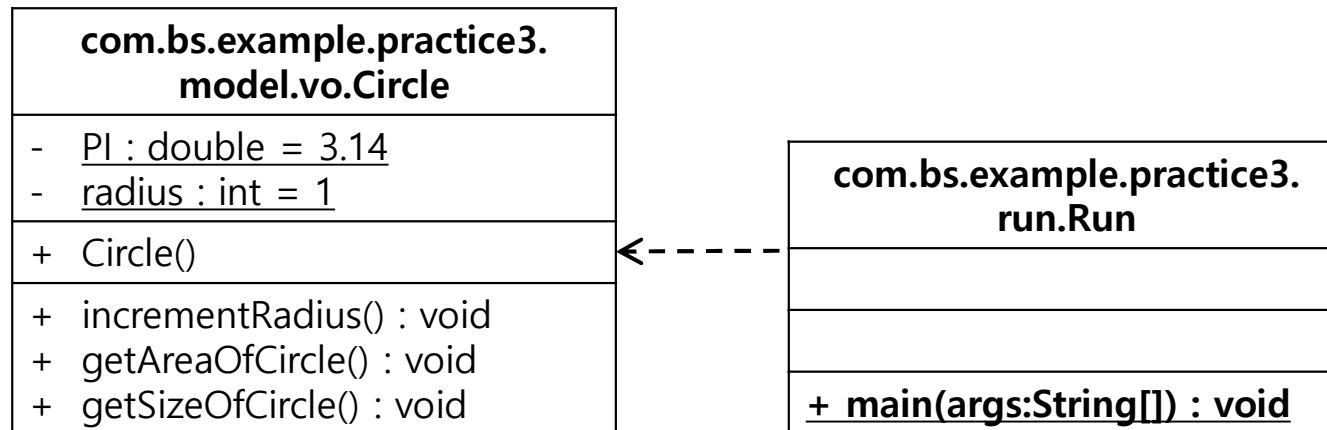 com.bs.example.practice3.
model.vo.Circle
- PI : double = 3.14
- radius : int = 1
+ Circle()
+ incrementRadius() : void
+ getAreaOfCircle() : void
+ getSizeOfCircle() : void
com.bs.example.practice3.
run.Run
+ main(args:String[]) : void